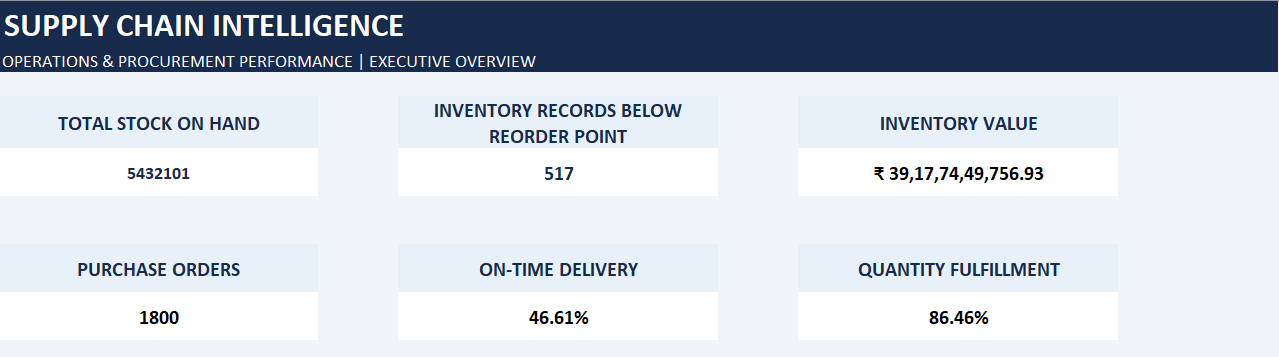 SUPPLY CHAIN INTELLIGENCE
OPERATIONS & PROCUREMENT PERFORMANCE | EXECUTIVE OVERVIEW
TOTAL STOCK ON HAND
5432101
INVENTORY RECORDS BELOW
REORDER POINT
517
INVENTORY VALUE
₹ 39,17,74,49,756.93
PURCHASE ORDERS
1800
ON-TIME DELIVERY
46.61%
QUANTITY FULFILLMENT
86.46%